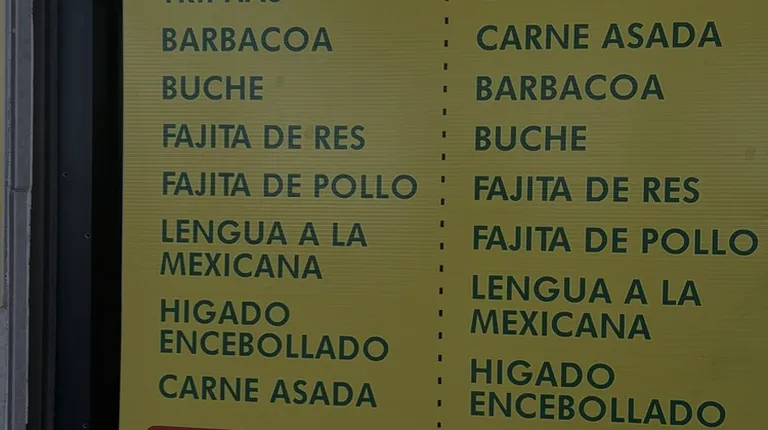 BARBACOA
BUCHE
FAJITA DE RES
FAJITA DE POLLO
LENGUA A LA
MEXICANA
HIGADO
ENCEBOLLADO
CARNE ASADA
CARNE ASADA
BARBACOA
BUCHE
FAJITA DE RES
FAJITA DE POLLO
LENGUA A LA
MEXICANA
HIGADO
ENCEBOLLADO